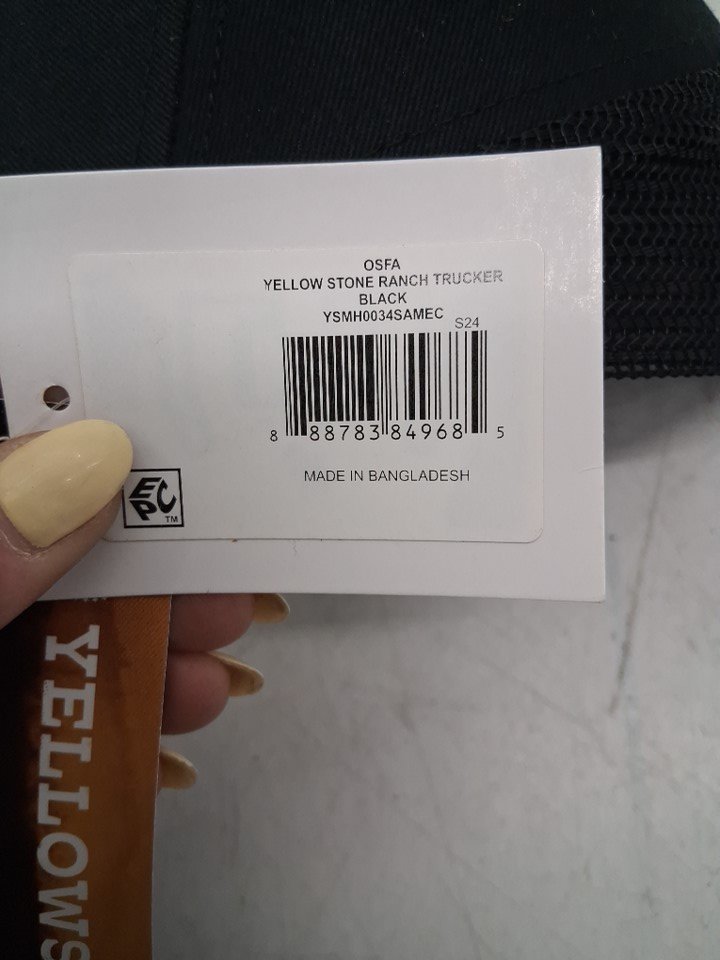 OSFA
YELLOW STONE RANCH TRUCKER
BLACK
YSMH0034SAMEC
S24
8 88783 84968 5
MADE IN BANGLADESH
EPC
TM
YELLOWS